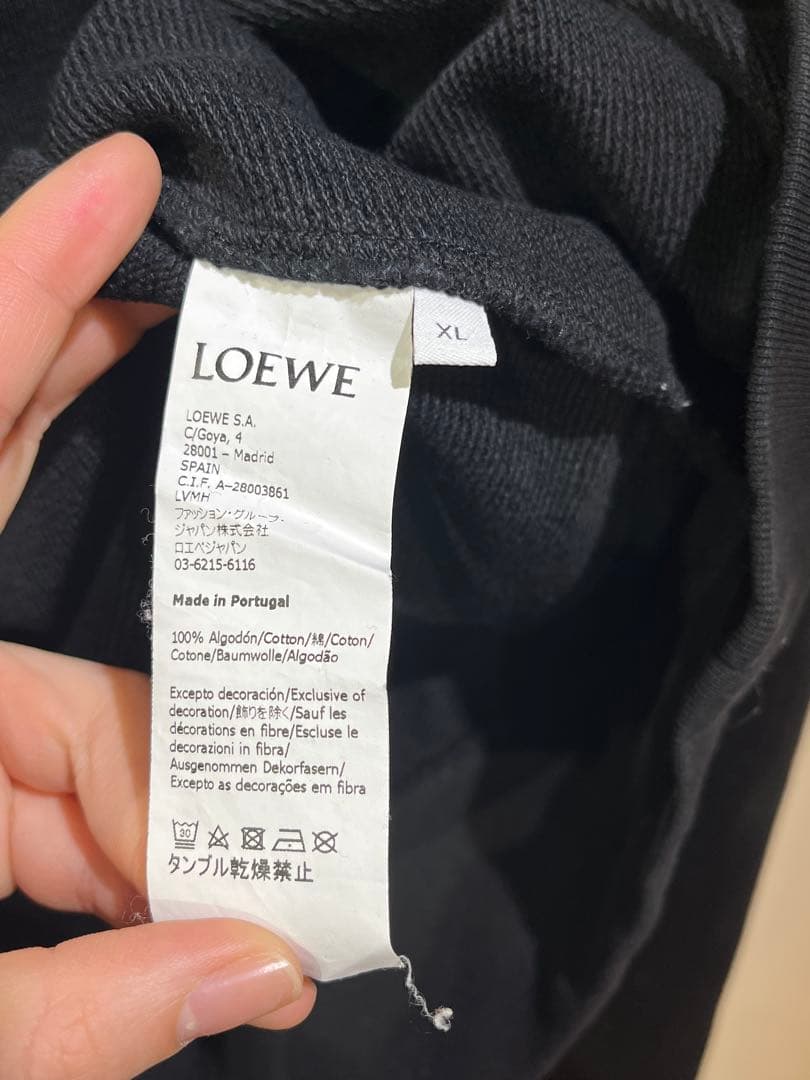 XL
LOEWE
LOEWE S.A.
C/Goya, 4
28001 – Madrid
SPAIN
C.I.F. A-28003861
LVMH
ファッション・グループ・
ジャパン株式会社
ロエベジャパン
03-6215-6116
Made in Portugal
100% Algodón/Cotton/綿/Coton/
Cotone/Baumwolle/Algodão
Excepto decoración/Exclusive of
decoration/飾りを除く/Sauf les
décorations en fibre/Escluse le
decorazioni in fibra/
Ausgenommen Dekorfasern/
Excepto as decorações em fibra
30
タンブル乾燥禁止